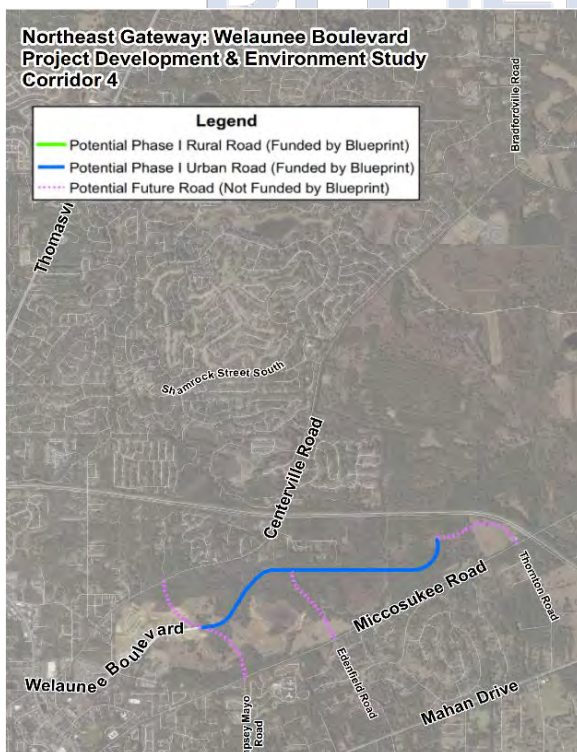 Northeast Gateway: Welaunee Boulevard
Project Development & Environment Study
Corridor 4
Legend
Potential Phase I Rural Road (Funded by Blueprint)
Potential Phase I Urban Road (Funded by Blueprint)
Potential Future Road (Not Funded by Blueprint)
Bradfordville Road
Shamrock Street South
Centerville Road
Miccosukee Road
Thornton Road
Edenfield Road
Welaunee Boulevard
Mahan Drive
Mayo
Road